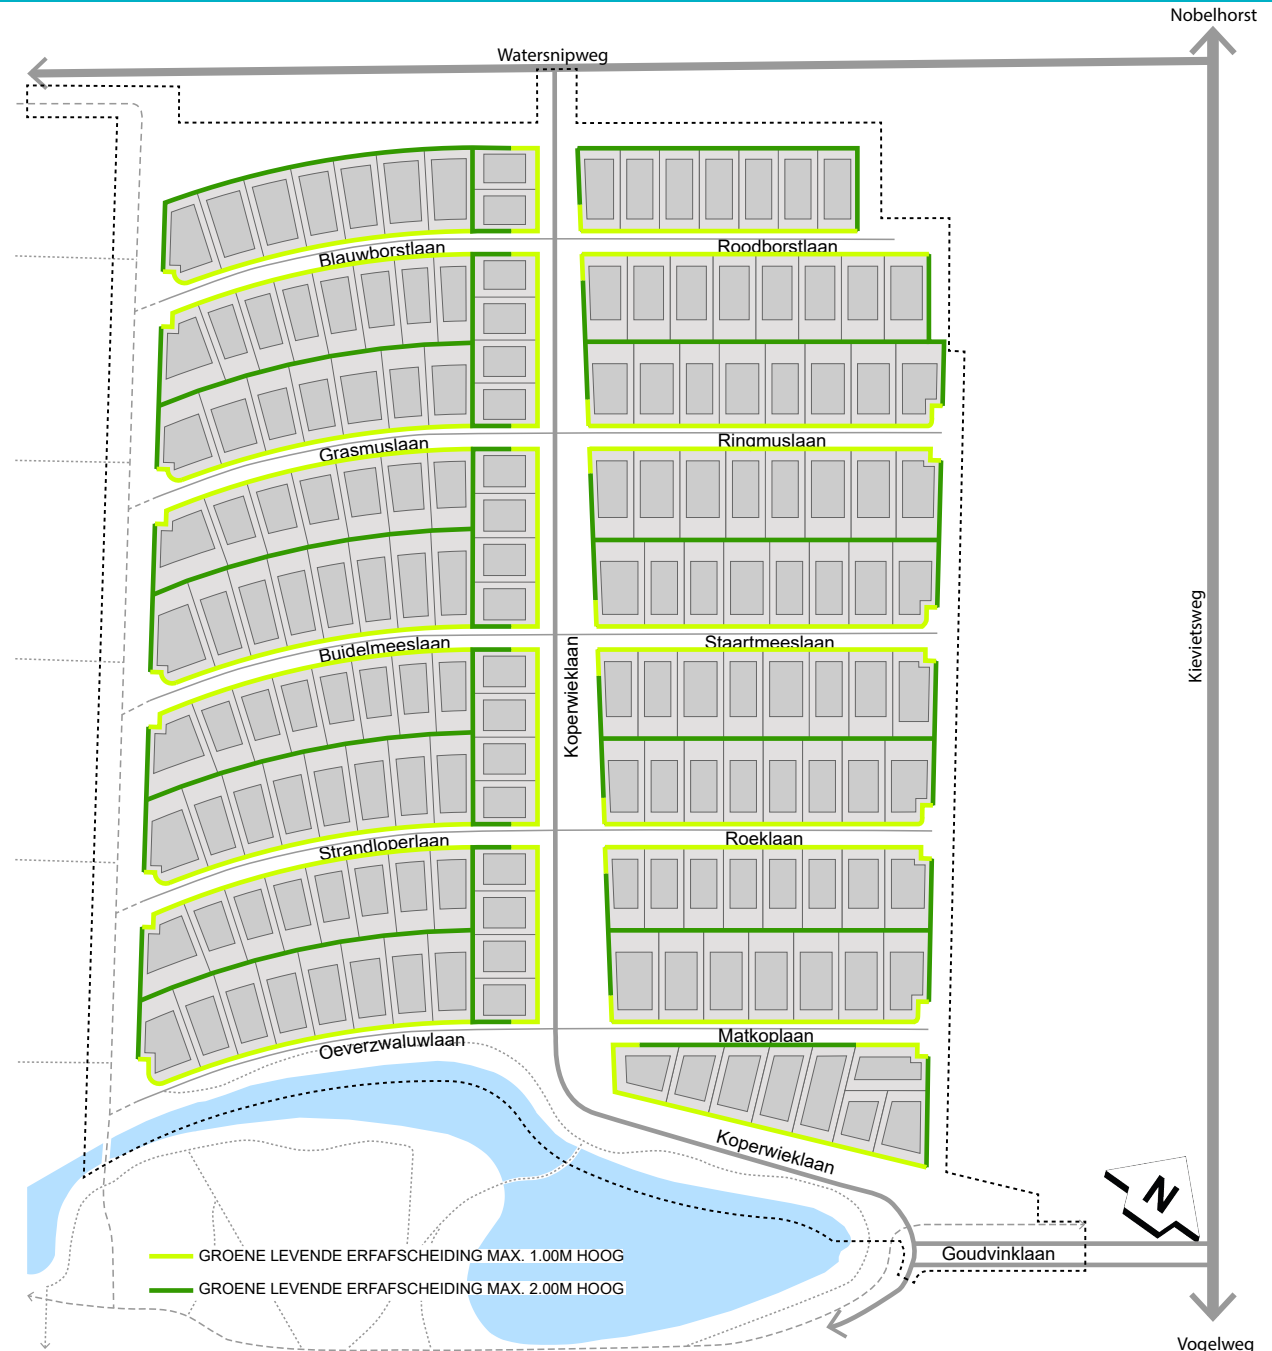 Nobelhorst
Watersnipweg
Blauwborstlaan
Roodborstlaan
Grasmuslaan
Ringmuslaan
Buidelmeeslaan
Staartmeeslaan
Koperwieklaan
Kievietsweg
Strandloperlaan
Roeklaan
Oeverzwaluwlaan
Matkoplaan
Koperwieklaan
N
Goudvinklaan
GROENE LEVENDE ERFAFSCHEIDING MAX. 1.00M HOOG
GROENE LEVENDE ERFAFSCHEIDING MAX. 2.00M HOOG
Vogelweg